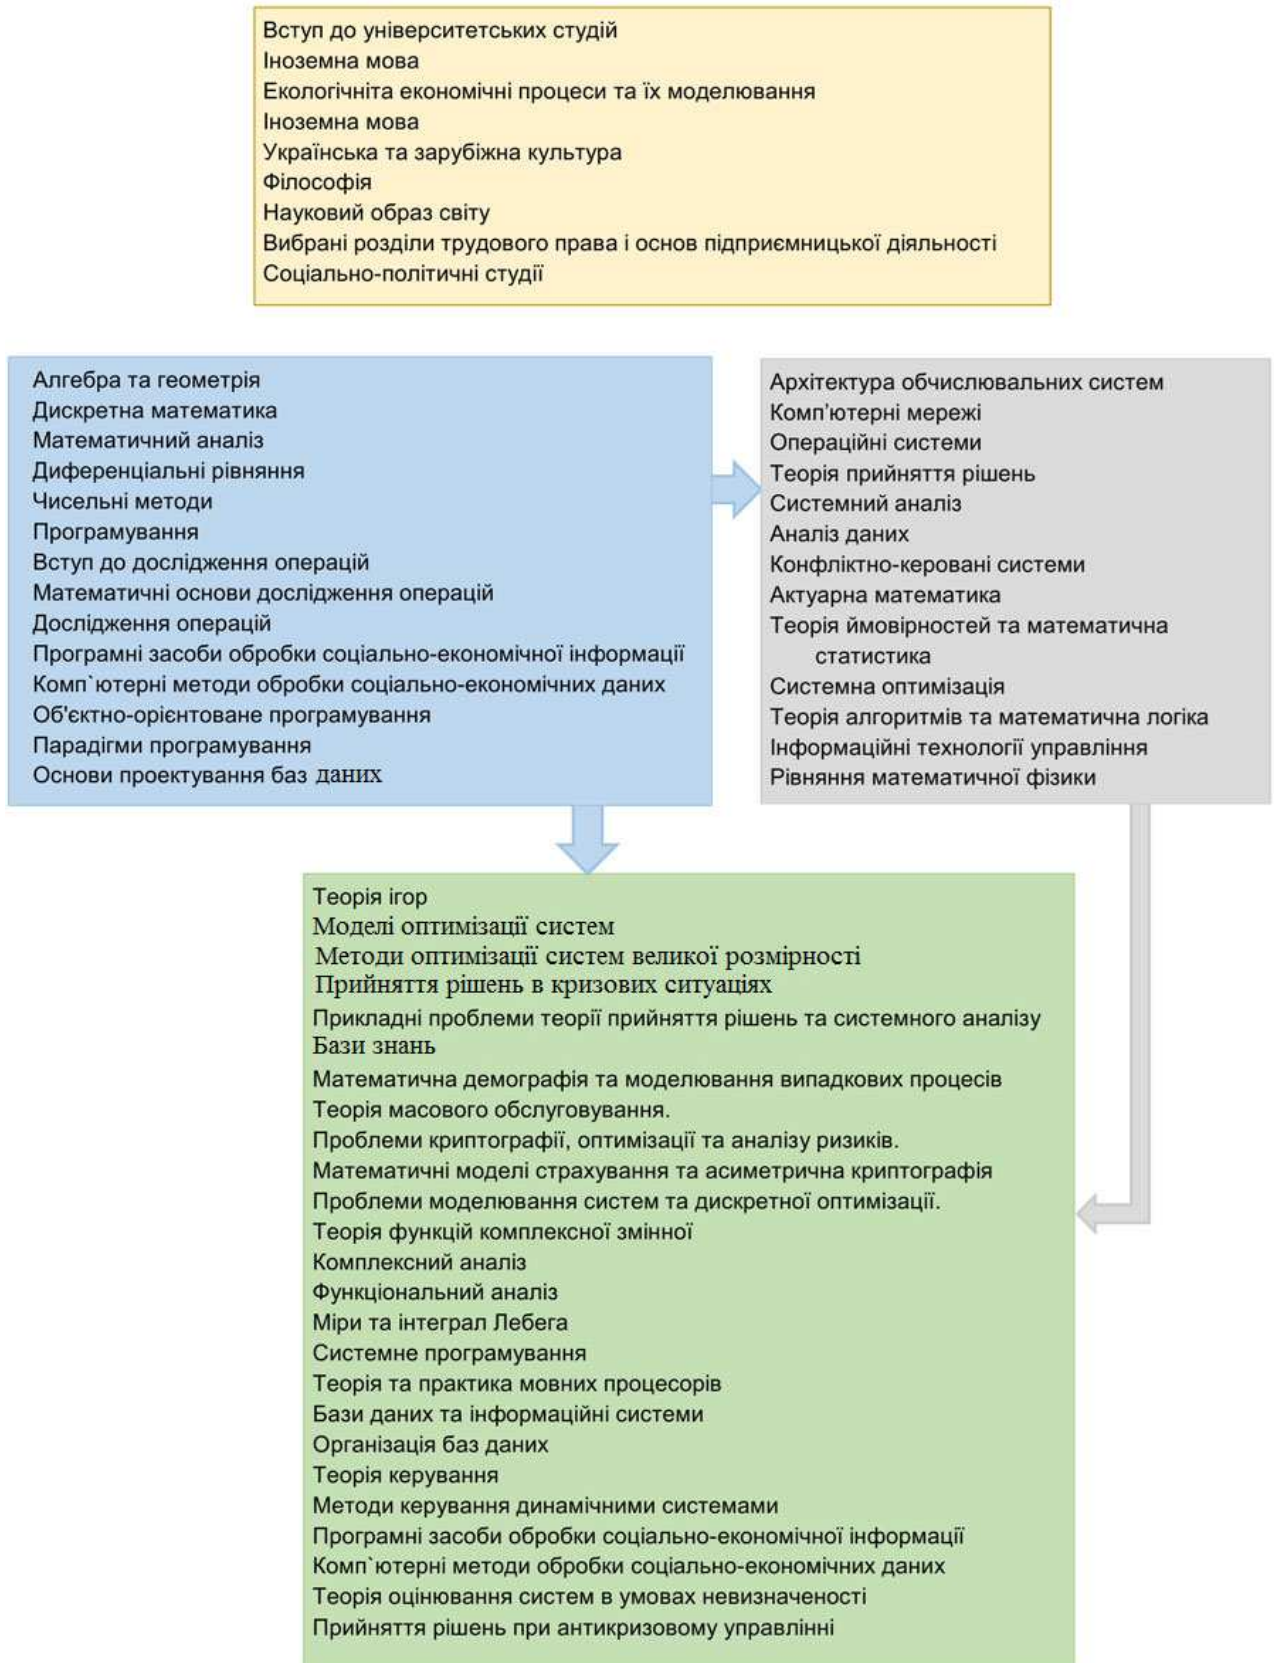 Вступ до університетських студій
Іноземна мова
Екологічніта економічні процеси та їх моделювання
Іноземна мова
Українська та зарубіжна культура
Філософія
Науковий образ світу
Вибрані розділи трудового права і основ підприємницької діяльності
Соціально-політичні студії
Алгебра та геометрія
Дискретна математика
Математичний аналіз
Диференціальні рівняння
Чисельні методи
Програмування
Вступ до дослідження операцій
Математичні основи дослідження операцій
Дослідження операцій
Програмні засоби обробки соціально-економічної інформації
Комп`ютерні методи обробки соціально-економічних даних
Об'єктно-орієнтоване програмування
Парадігми програмування
Основи проектування баз даних
Архітектура обчислювальних систем
Комп’ютерні мережі
Операційні системи
Теорія прийняття рішень
Системний аналіз
Аналіз даних
Конфліктно-керовані системи
Актуарна математика
Теорія ймовірностей та математична
статистика
Системна оптимізація
Теорія алгоритмів та математична логіка
Інформаційні технології управління
Рівняння математичної фізики
Теорія ігор
Моделі оптимізації систем
Методи оптимізації систем великої розмірності
Прийняття рішень в кризових ситуаціях
Прикладні проблеми теорії прийняття рішень та системного аналізу
Бази знань
Математична демографія та моделювання випадкових процесів
Теорія масового обслуговування.
Проблеми криптографії, оптимізації та аналізу ризиків.
Математичні моделі страхування та асиметрична криптографія
Проблеми моделювання систем та дискретної оптимізації.
Теорія функцій комплексної змінної
Комплексний аналіз
Функціональний аналіз
Міри та інтеграл Лебега
Системне програмування
Теорія та практика мовних процесорів
Бази даних та інформаційні системи
Організація баз даних
Теорія керування
Методи керування динамічними системами
Програмні засоби обробки соціально-економічної інформації
Комп`ютерні методи обробки соціально-економічних даних
Теорія оцінювання систем в умовах невизначеності
Прийняття рішень при антикризовому управлінні